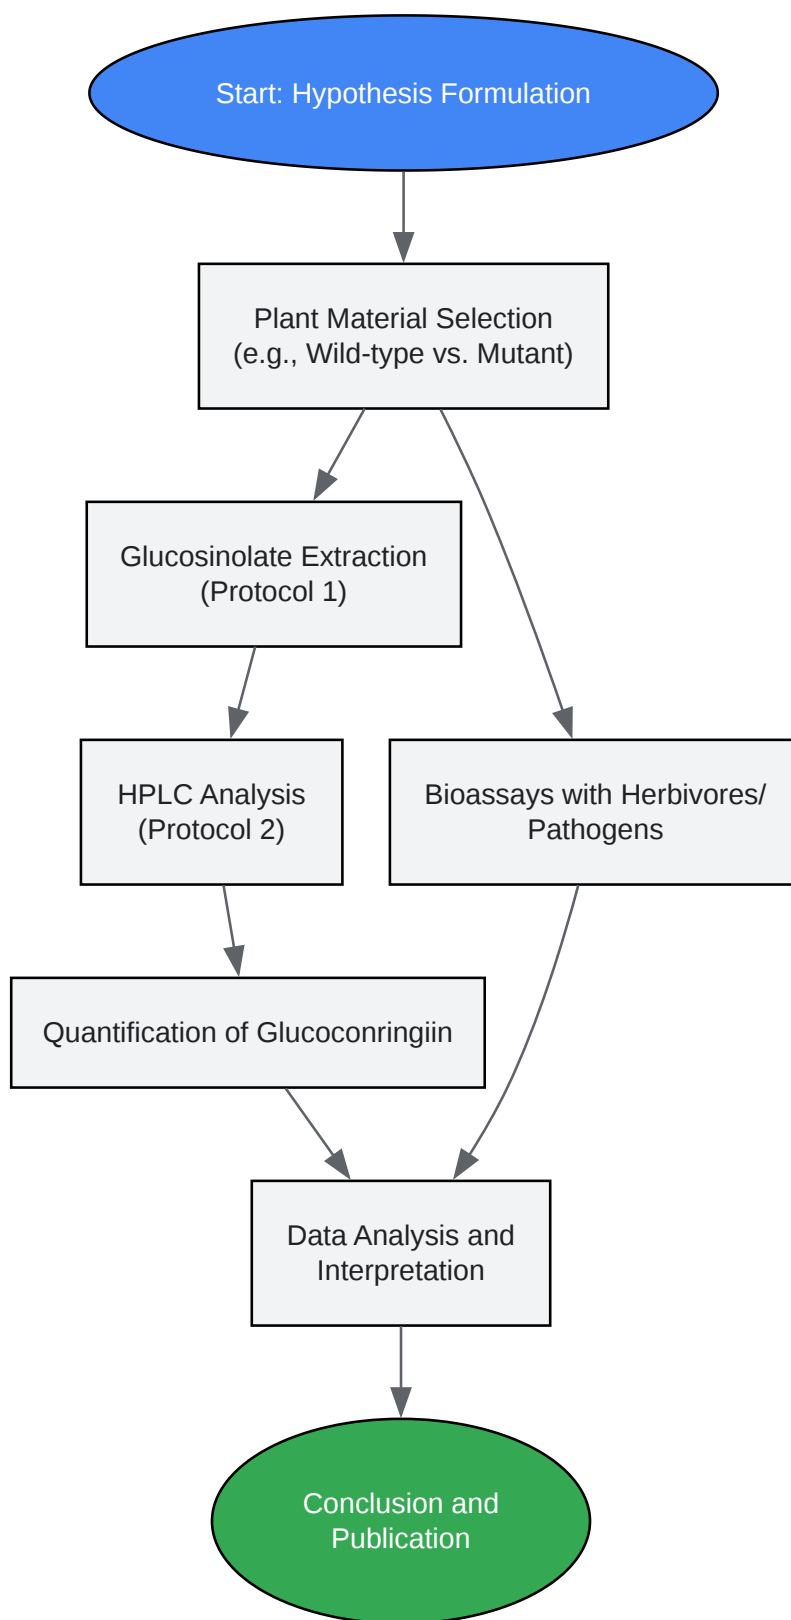 Start: Hypothesis Formulation
Plant Material Selection
(e.g., Wild-type vs. Mutant)
Glucosinolate Extraction
(Protocol 1)
HPLC Analysis
(Protocol 2)
Bioassays with Herbivores/
Pathogens
Quantification of Glucoconringiin
Data Analysis and
Interpretation
Conclusion and
Publication